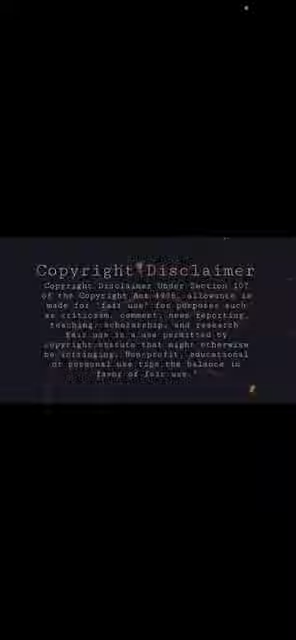 Copyright Disclaimer
Copyright Disclaimer Under Section 107
of the Copyright Act allowance is
made for "fair use" for purposes such
as criticism, comment, news reporting,
teaching, scholarship, and research
Fair use is a use permitted by
copyright statute that might otherwise
be infringing. Non-profit, educational
or personal use tips the balance in
favor of fair use."